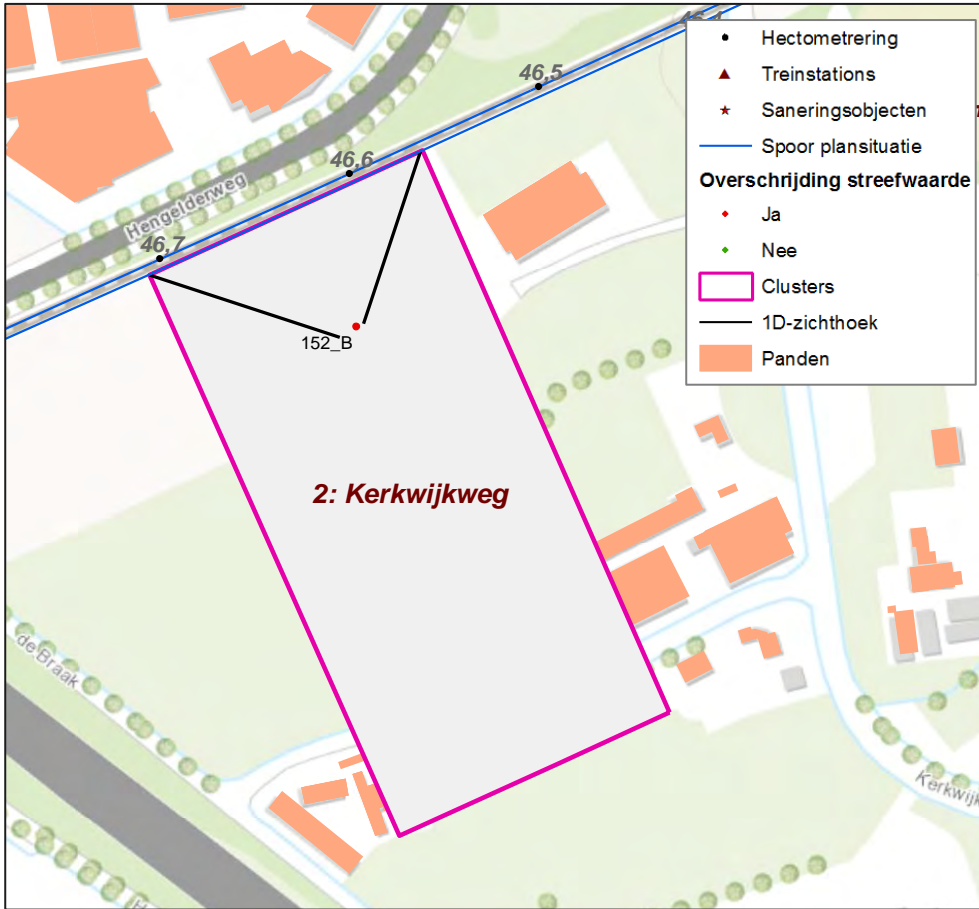 46,5
46,6
46,7
Hengelderweg
152_B
2: Kerkwijkweg
de Braak
Hectometrering
Treinstations
Saneringsobjecten
Spoor plansituatie
Overschrijding streefwaarde
Ja
Nee
Clusters
1D-zichthoek
Panden